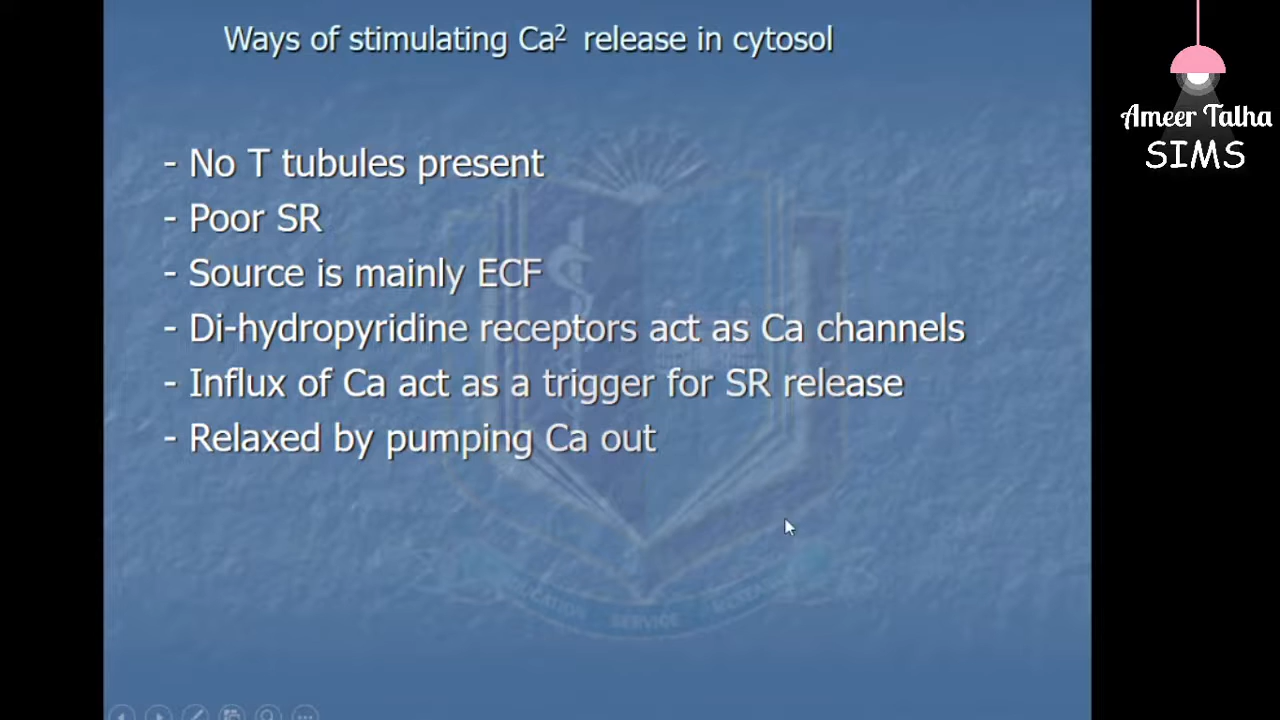 Ways of stimulating Ca² release in cytosol
Ameer Talha
SIMS
- No T tubules present
- Poor SR
- Source is mainly ECF
- Di-hydropyridine receptors act as Ca channels
- Influx of Ca act as a trigger for SR release
- Relaxed by pumping Ca out
SERVICE